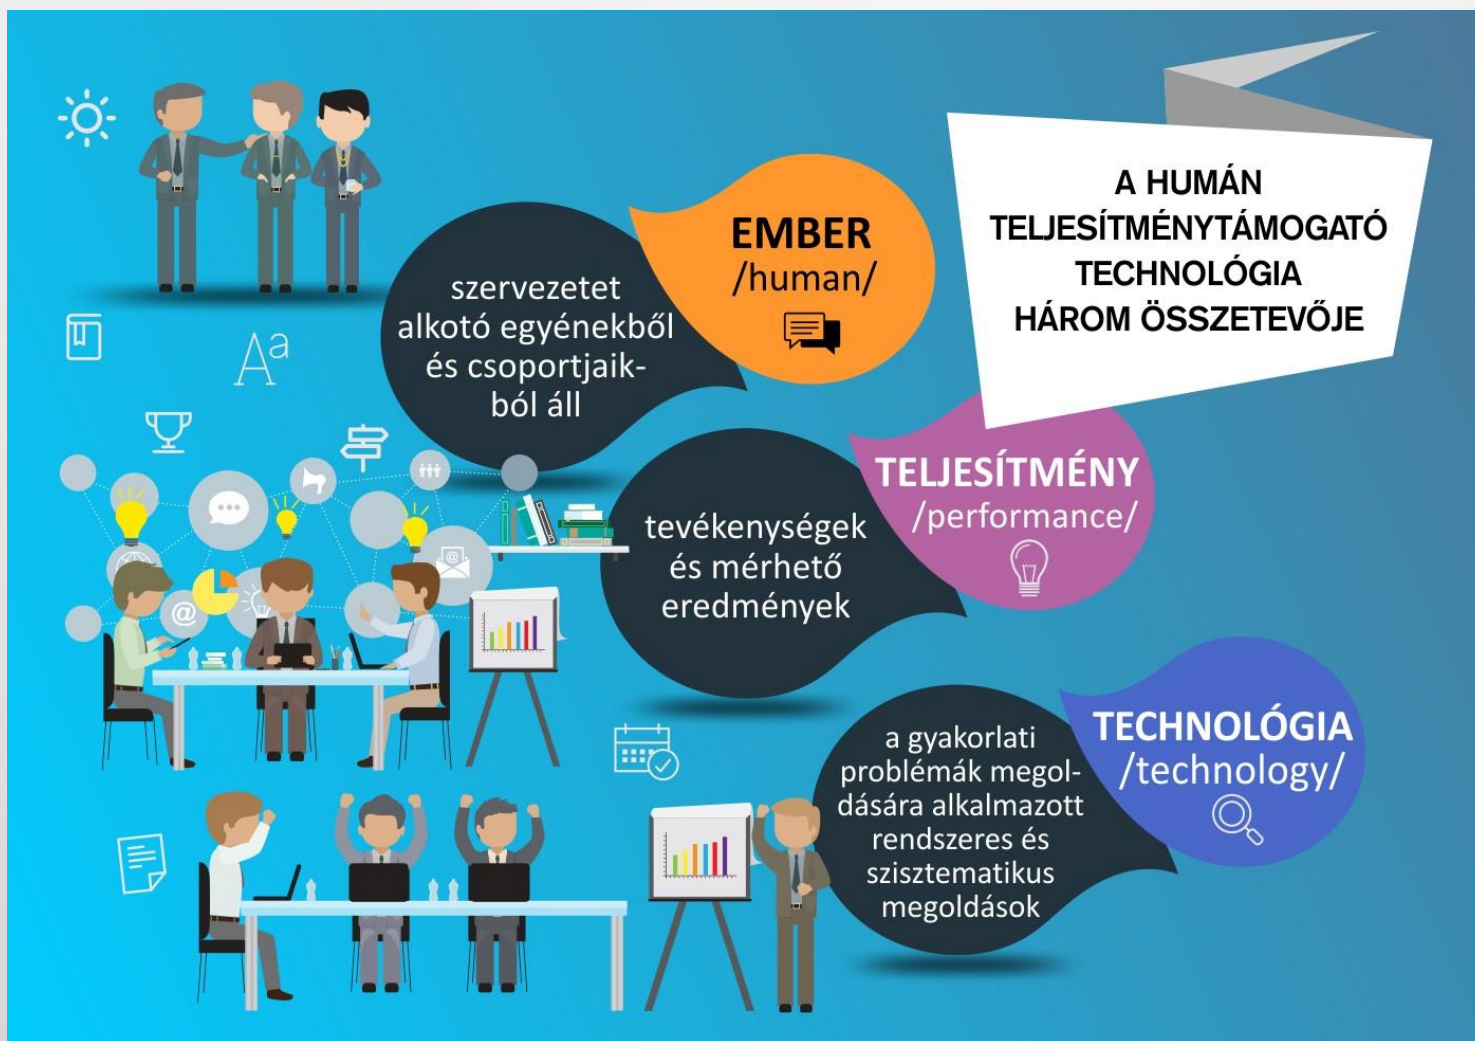 A HUMÁN
TELJESÍTMÉNYTÁMOGATÓ
TECHNOLÓGIA
HÁROM ÖSSZETEVŐJE
EMBER
/human/
szervezetet
alkotó egyénekből
és csoportjaik-
ból áll
Aa
TELJESÍTMÉNY
/performance/
tevékenységek
és mérhető
eredmények
@
@
TECHNOLÓGIA
/technology/
a gyakorlati
problémák megol-
dására alkalmazott
rendszeres és
szisztematikus
megoldások